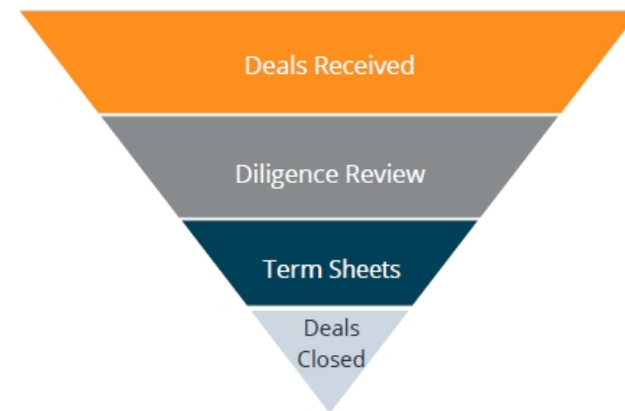 Deals Received
Diligence Review
Term Sheets
Deals
Closed